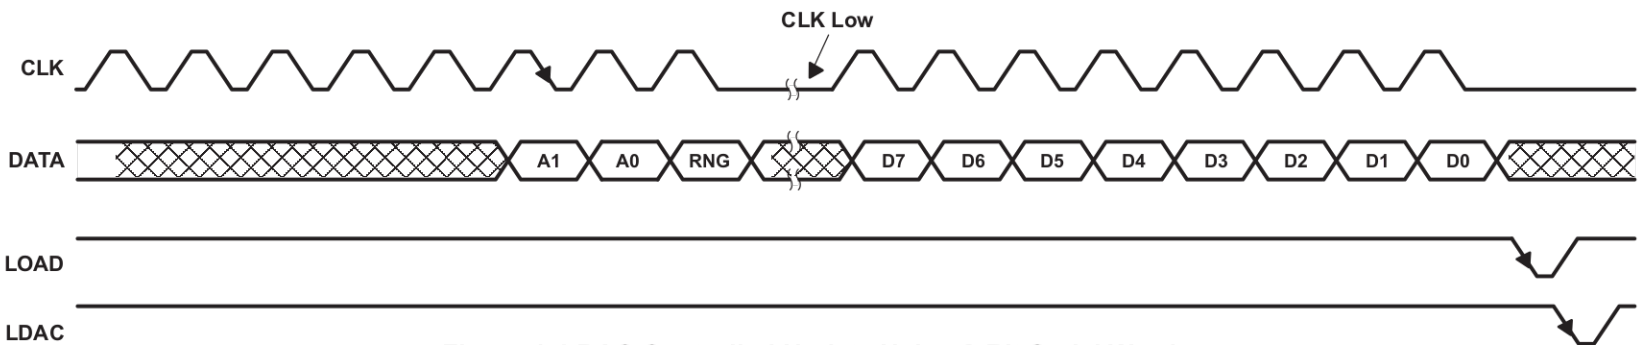 CLK Low
CLK
DATA
A1 A0 RNG D7 D6 D5 D4 D3 D2 D1 D0
LOAD
LDAC